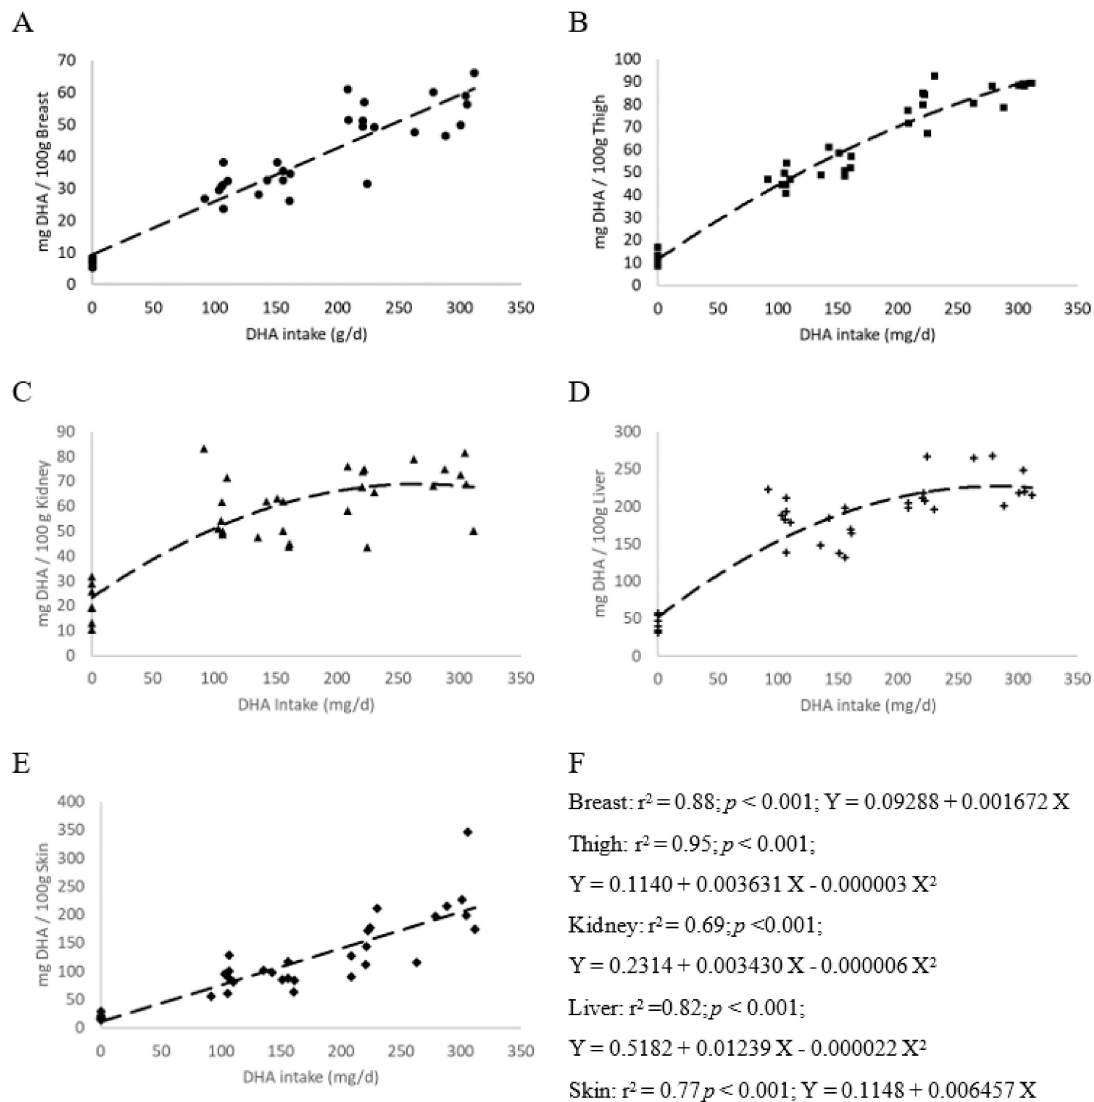 A
70
60
50
40
30
20
10
0
mg DHA / 100g Breast
0 50 100 150 200 250 300 350
DHA intake (g/d)
B
100
90
80
70
60
50
40
30
20
10
0
mg DHA / 100g Thigh
0 50 100 150 200 250 300 350
DHA intake (mg/d)
C
90
80
70
60
50
40
30
20
10
0
mg DHA / 100 g Kidney
0 50 100 150 200 250 300 350
DHA Intake (mg/d)
D
300
250
200
150
100
50
0
mg DHA / 100g Liver
0 50 100 150 200 250 300 350
DHA intake (mg/d)
E
400
350
300
250
200
150
100
50
0
mg DHA / 100g Skin
0 50 100 150 200 250 300 350
DHA intake (mg/d)
F
Breast: r² = 0.88; p < 0.001; Y = 0.09288 + 0.001672 X
Thigh: r² = 0.95; p < 0.001;
Y = 0.1140 + 0.003631 X - 0.000003 X²
Kidney: r² = 0.69; p <0.001;
Y = 0.2314 + 0.003430 X - 0.000006 X²
Liver: r² =0.82; p < 0.001;
Y = 0.5182 + 0.01239 X - 0.000022 X²
Skin: r² = 0.77 p < 0.001; Y = 0.1148 + 0.006457 X